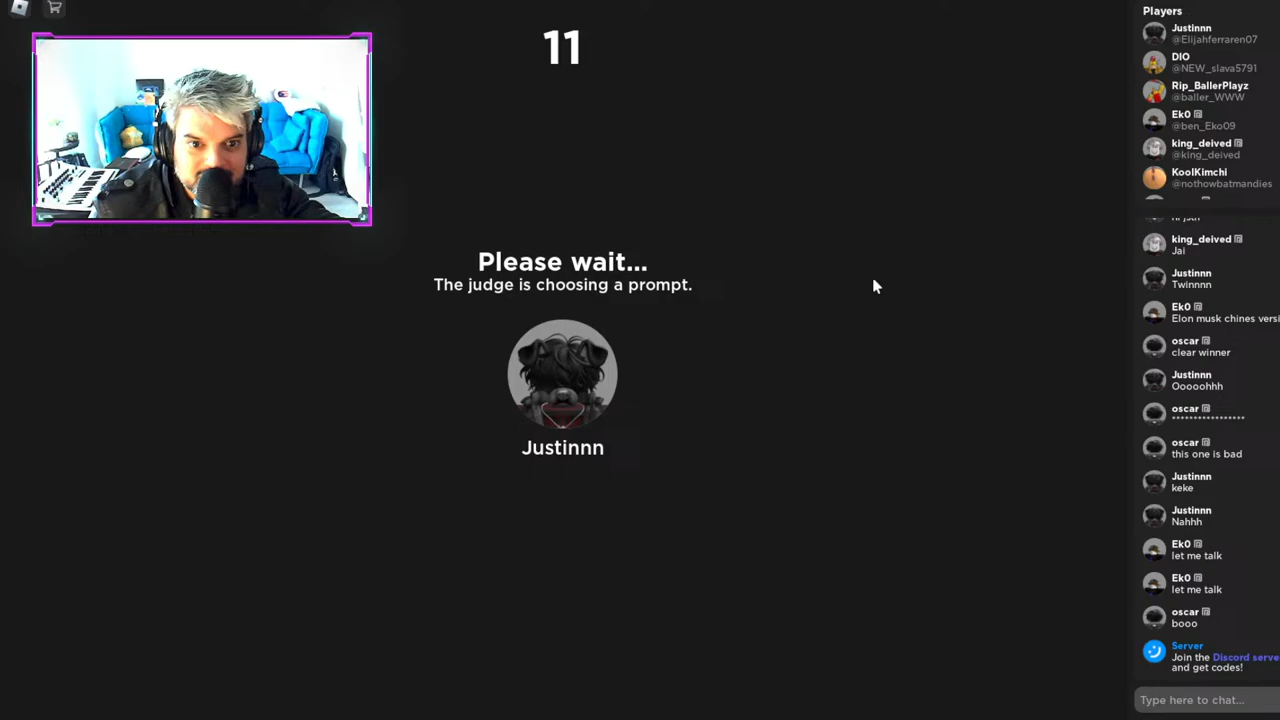 11
Please wait...
The judge is choosing a prompt.
Justinnn
Players
Justinnn
@Elijahferraren07
DIO
@NEW_slava5791
Rip_BallerPlayz
@baller_WWW
Ek0
@ben_Eko09
king_deived
@king_deived
KoolKimchi
@nothowbatmandies
king_deived
Jai
Justinnn
Twinnnn
Ek0
Elon musk chines versi
oscar
clear winner
Justinnn
Ooooohhh
oscar
*****************
oscar
this one is bad
Justinnn
keke
Justinnn
Nahhh
Ek0
let me talk
Ek0
let me talk
oscar
booo
Server
Join the Discord serve
and get codes!
Type here to chat...